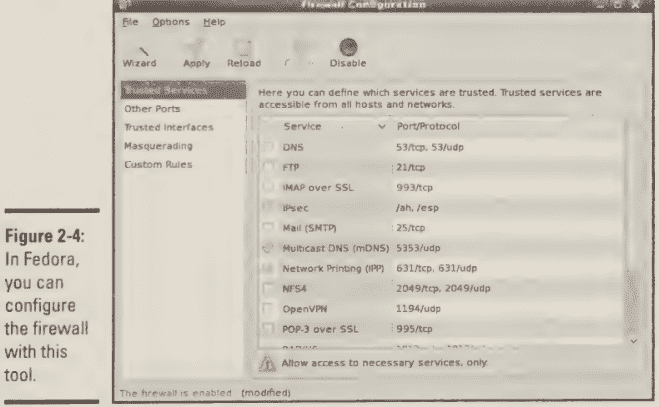 Firewall Configuration
File Options Help
Wizard Apply Reload Disable
Trusted Services
Other Ports
Trusted Interfaces
Masquerading
Custom Rules
Here you can define which services are trusted. Trusted services are
accessible from all hosts and networks.
Service Port/Protocol
DNS 53/tcp, 53/udp
FTP 21/tcp
IMAP over SSL 993/tcp
IPsec /ah, /esp
Mail (SMTP) 25/tcp
Multicast DNS (mDNS) 5353/udp
Network Printing (IPP) 631/tcp, 631/udp
NFS4 2049/tcp, 2049/udp
OpenVPN 1194/udp
POP-3 over SSL 995/tcp
Allow access to necessary services, only.
The firewall is enabled. (modified)
Figure 2-4:
In Fedora,
you can
configure
the firewall
with this
tool.